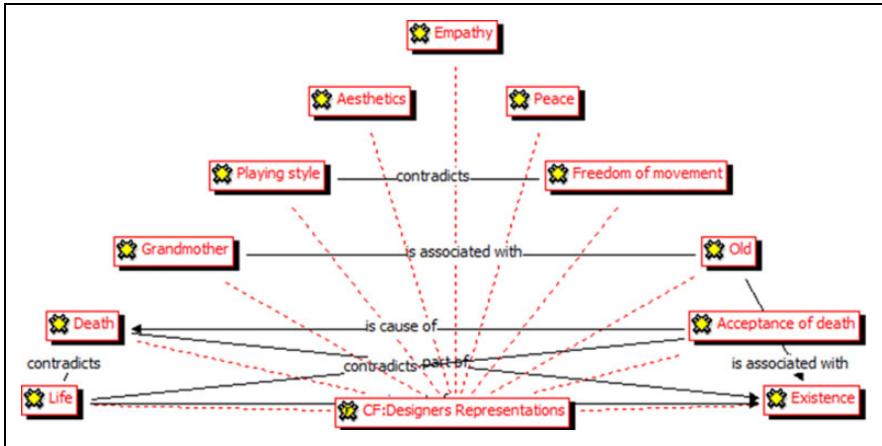 Empathy
Aesthetics
Peace
Playing style
contradicts
Freedom of movement
Grandmother
is associated with
Old
Death
is cause of
Acceptance of death
contradicts
contradicts
part of
is associated with
Life
CF:Designers Representations
Existence